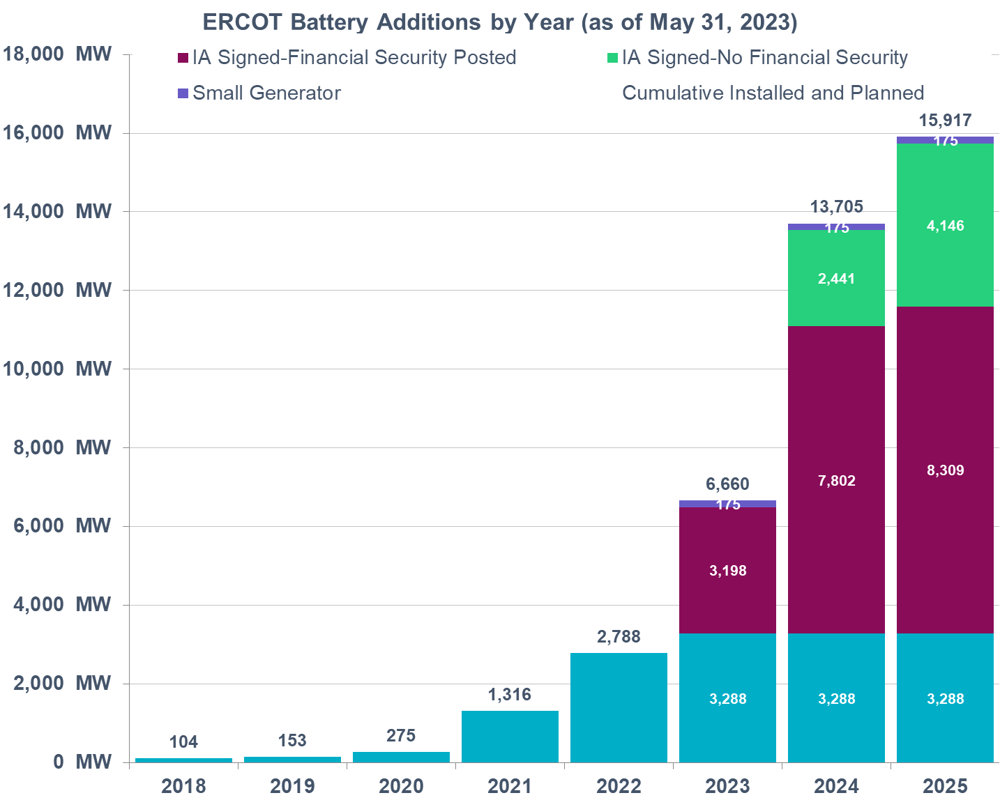 ERCOT Battery Additions by Year (as of May 31, 2023)
18,000 MW
IA Signed-Financial Security Posted
IA Signed-No Financial Security
Small Generator
Cumulative Installed and Planned
15,917
16,000 MW
175
13,705
14,000 MW
175
4,146
12,000 MW
2,441
10,000 MW
8,000 MW
8,309
7,802
6,660
175
6,000 MW
3,198
4,000 MW
2,788
2,000 MW
1,316
3,288
3,288
3,288
104
153
275
0 MW
2018
2019
2020
2021
2022
2023
2024
2025